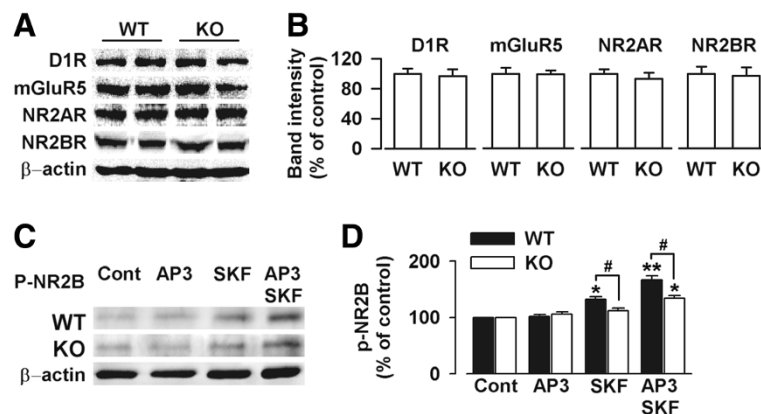 A
WT KO
D1R
mGluR5
NR2AR
NR2BR
β–actin
B
Band intensity
(% of control)
120
80
40
0
D1R mGluR5 NR2AR NR2BR
WT KO WT KO WT KO WT KO
C
P-NR2B Cont AP3 SKF AP3
SKF
WT
KO
β–actin
D
WT
KO
p-NR2B
(% of control)
200
100
0
* # ** # *
Cont AP3 SKF AP3
SKF